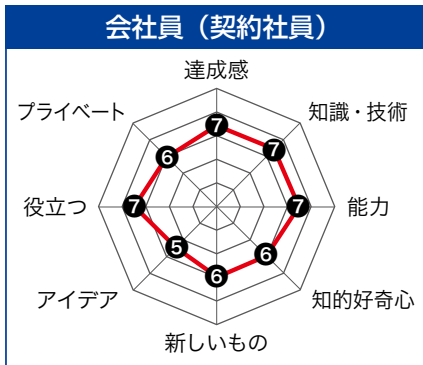 会社員（契約社員）
達成感
プライベート
知識・技術
役立つ
能力
アイデア
知的好奇心
新しいもの
7
6
7
7
7
5
6
6